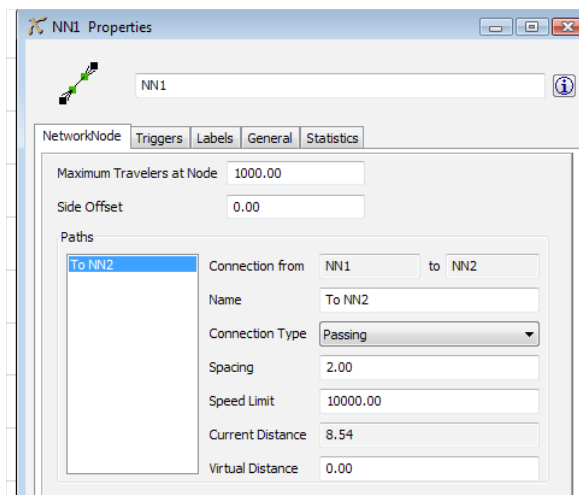 NN1 Properties
NN1
NetworkNode Triggers Labels General Statistics
Maximum Travelers at Node 1000.00
Side Offset 0.00
Paths
To NN2
Connection from NN1 to NN2
Name To NN2
Connection Type Passing
Spacing 2.00
Speed Limit 10000.00
Current Distance 8.54
Virtual Distance 0.00